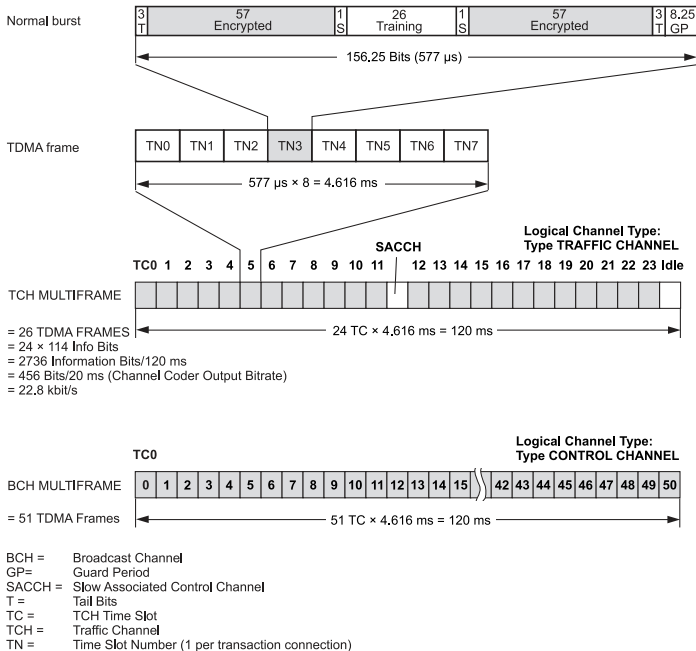 Normal burst
3 T
57 Encrypted
1 S
26 Training
1 S
57 Encrypted
3 T
8.25 GP
156.25 Bits (577 µs)
TDMA frame
TN0 TN1 TN2 TN3 TN4 TN5 TN6 TN7
577 µs × 8 = 4.616 ms
Logical Channel Type:
Type TRAFFIC CHANNEL
SACCH
TC0 1 2 3 4 5 6 7 8 9 10 11 12 13 14 15 16 17 18 19 20 21 22 23 Idle
TCH MULTIFRAME
= 26 TDMA FRAMES
24 TC × 4.616 ms = 120 ms
= 24 × 114 Info Bits
= 2736 Information Bits/120 ms
= 456 Bits/20 ms (Channel Coder Output Bitrate)
= 22.8 kbit/s
Logical Channel Type:
Type CONTROL CHANNEL
TC0
BCH MULTIFRAME
0 1 2 3 4 5 6 7 8 9 10 11 12 13 14 15 42 43 44 45 46 47 48 49 50
= 51 TDMA Frames
51 TC × 4.616 ms = 120 ms
BCH = Broadcast Channel
GP= Guard Period
SACCH = Slow Associated Control Channel
T = Tail Bits
TC = TCH Time Slot
TCH = Traffic Channel
TN = Time Slot Number (1 per transaction connection)